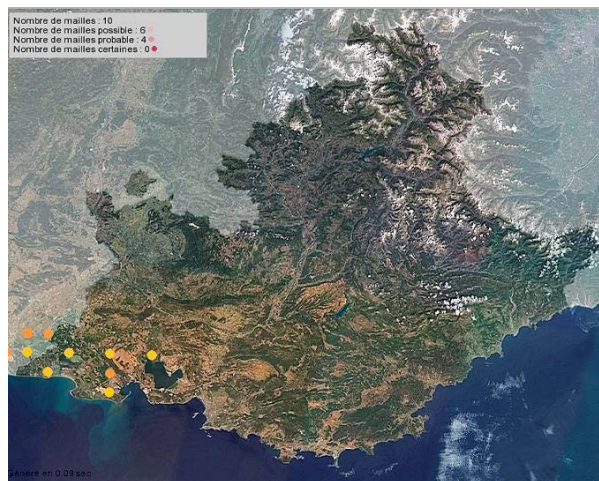 Nombre de mailles : 10
Nombre de mailles possible : 6
Nombre de mailles probable : 4
Nombre de mailles certaines : 0
Généré en 0.09 sec